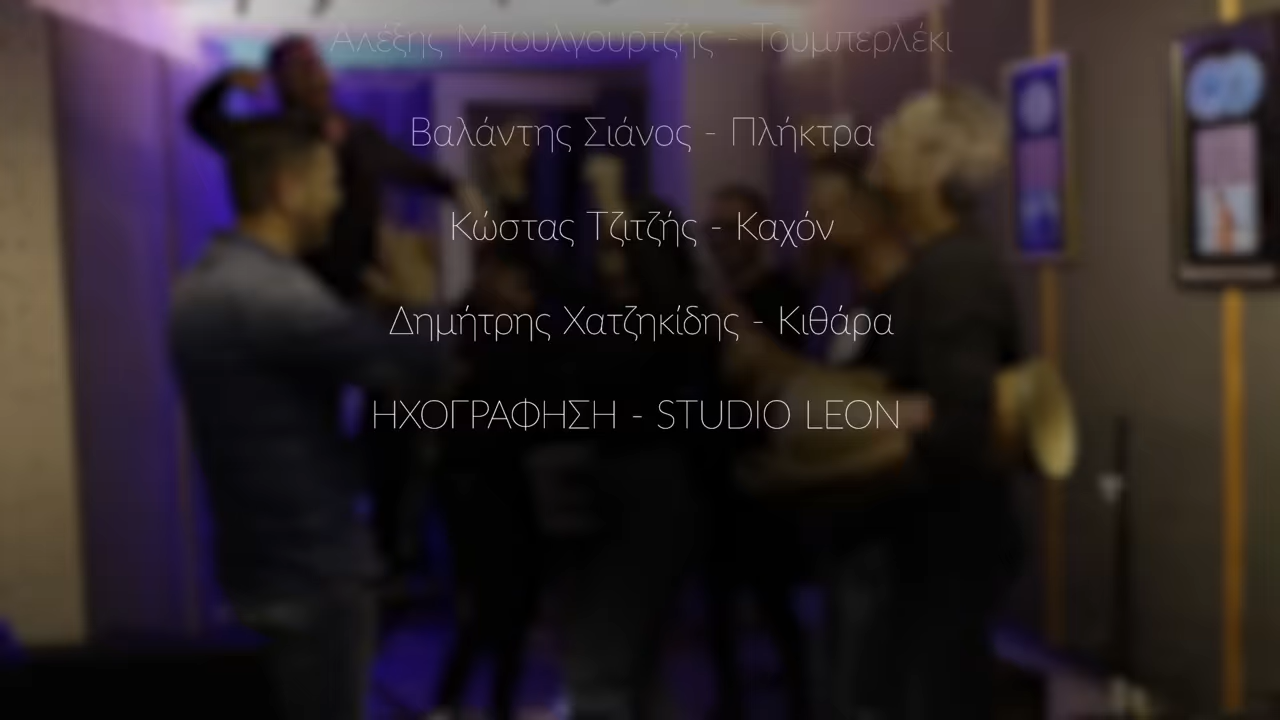 Αλέξης Μπουλγουρτζής - Τουμπερλέκι
Βαλάντης Σιάνος - Πλήκτρα
Κώστας Τζιτζής - Καχόν
Δημήτρης Χατζηκίδης - Κιθάρα
ΗΧΟΓΡΑΦΗΣΗ - STUDIO LEON